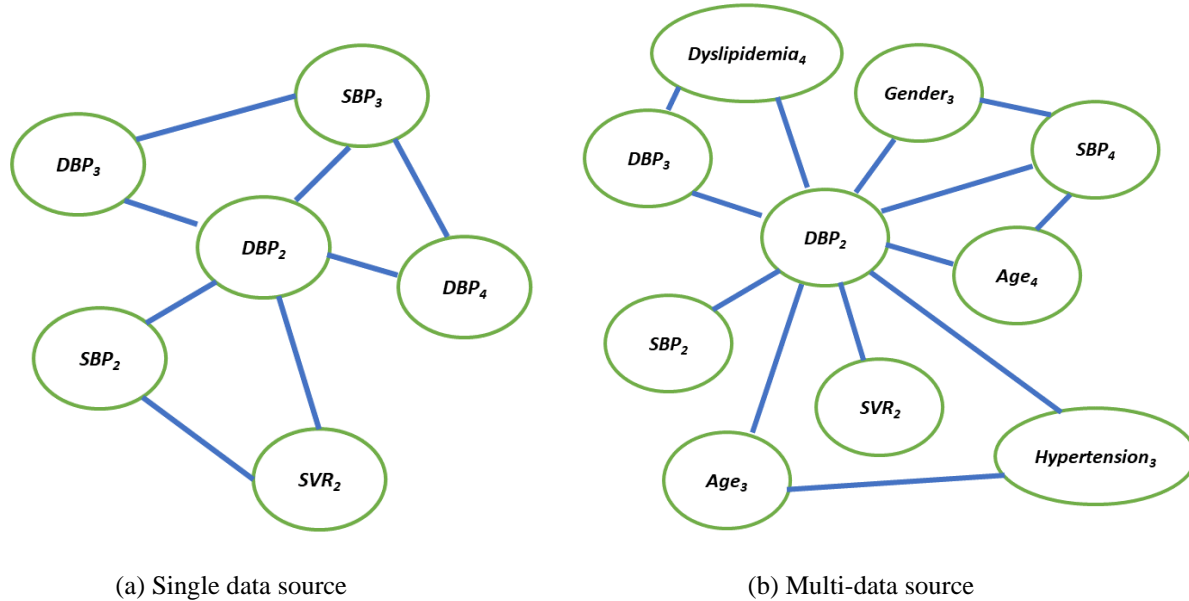 SBP₃
DBP₃
DBP₂
DBP₄
SBP₂
SVR₂
(a) Single data source
Dyslipidemia₄
Gender₃
DBP₃
SBP₄
DBP₂
Age₄
SBP₂
SVR₂
Age₃
Hypertension₃
(b) Multi-data source